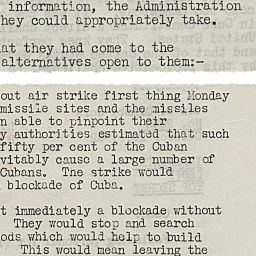 information, the Administration
they could appropriately take.
at they had come to the
alternatives open to them:-
out air strike first thing Monday
missile sites and the missiles
n able to pinpoint their
y authorities estimated that such
fifty per cent of the Cuban
vitably cause a large number of
Cubans. The strike would
blockade of Cuba.
t immediately a blockade without
They would stop and search
ods which would help to build
This would mean leaving the